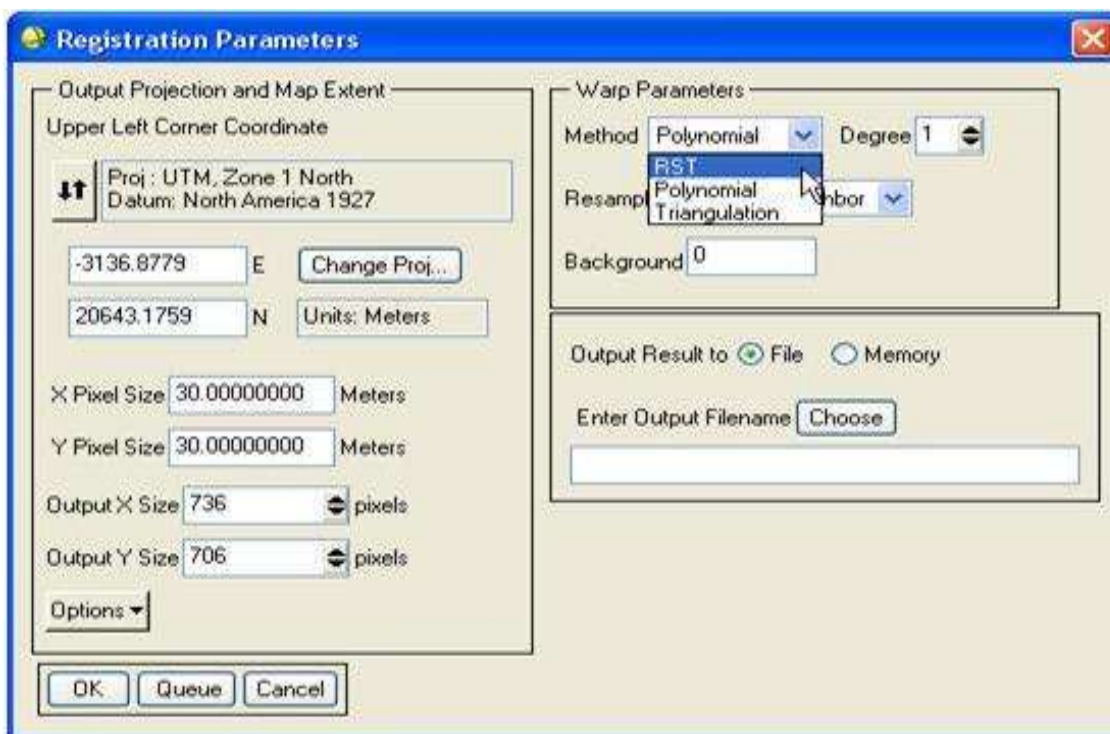 Registration Parameters
Output Projection and Map Extent
Upper Left Corner Coordinate
Proj : UTM, Zone 1 North
Datum: North America 1927
-3136.8779 E Change Proj...
20643.1759 N Units: Meters
X Pixel Size 30.00000000 Meters
Y Pixel Size 30.00000000 Meters
Output X Size 736 pixels
Output Y Size 706 pixels
Options
OK Queue Cancel
Warp Parameters
Method Polynomial Degree 1
RST
Polynomial
Triangulation
Resampl hbor
Background 0
Output Result to File Memory
Enter Output Filename Choose